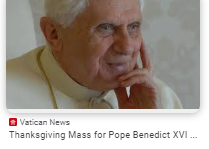 Vatican News
Thanksgiving Mass for Pope Benedict XVI ...